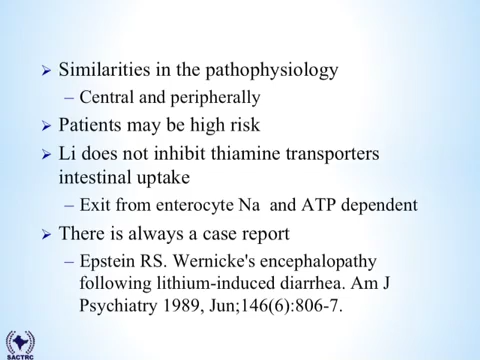 ➢ Similarities in the pathophysiology
– Central and peripherally
➢ Patients may be high risk
➢ Li does not inhibit thiamine transporters
intestinal uptake
– Exit from enterocyte Na and ATP dependent
➢ There is always a case report
– Epstein RS. Wernicke's encephalopathy
following lithium-induced diarrhea. Am J
Psychiatry 1989, Jun;146(6):806-7.
SACTRC